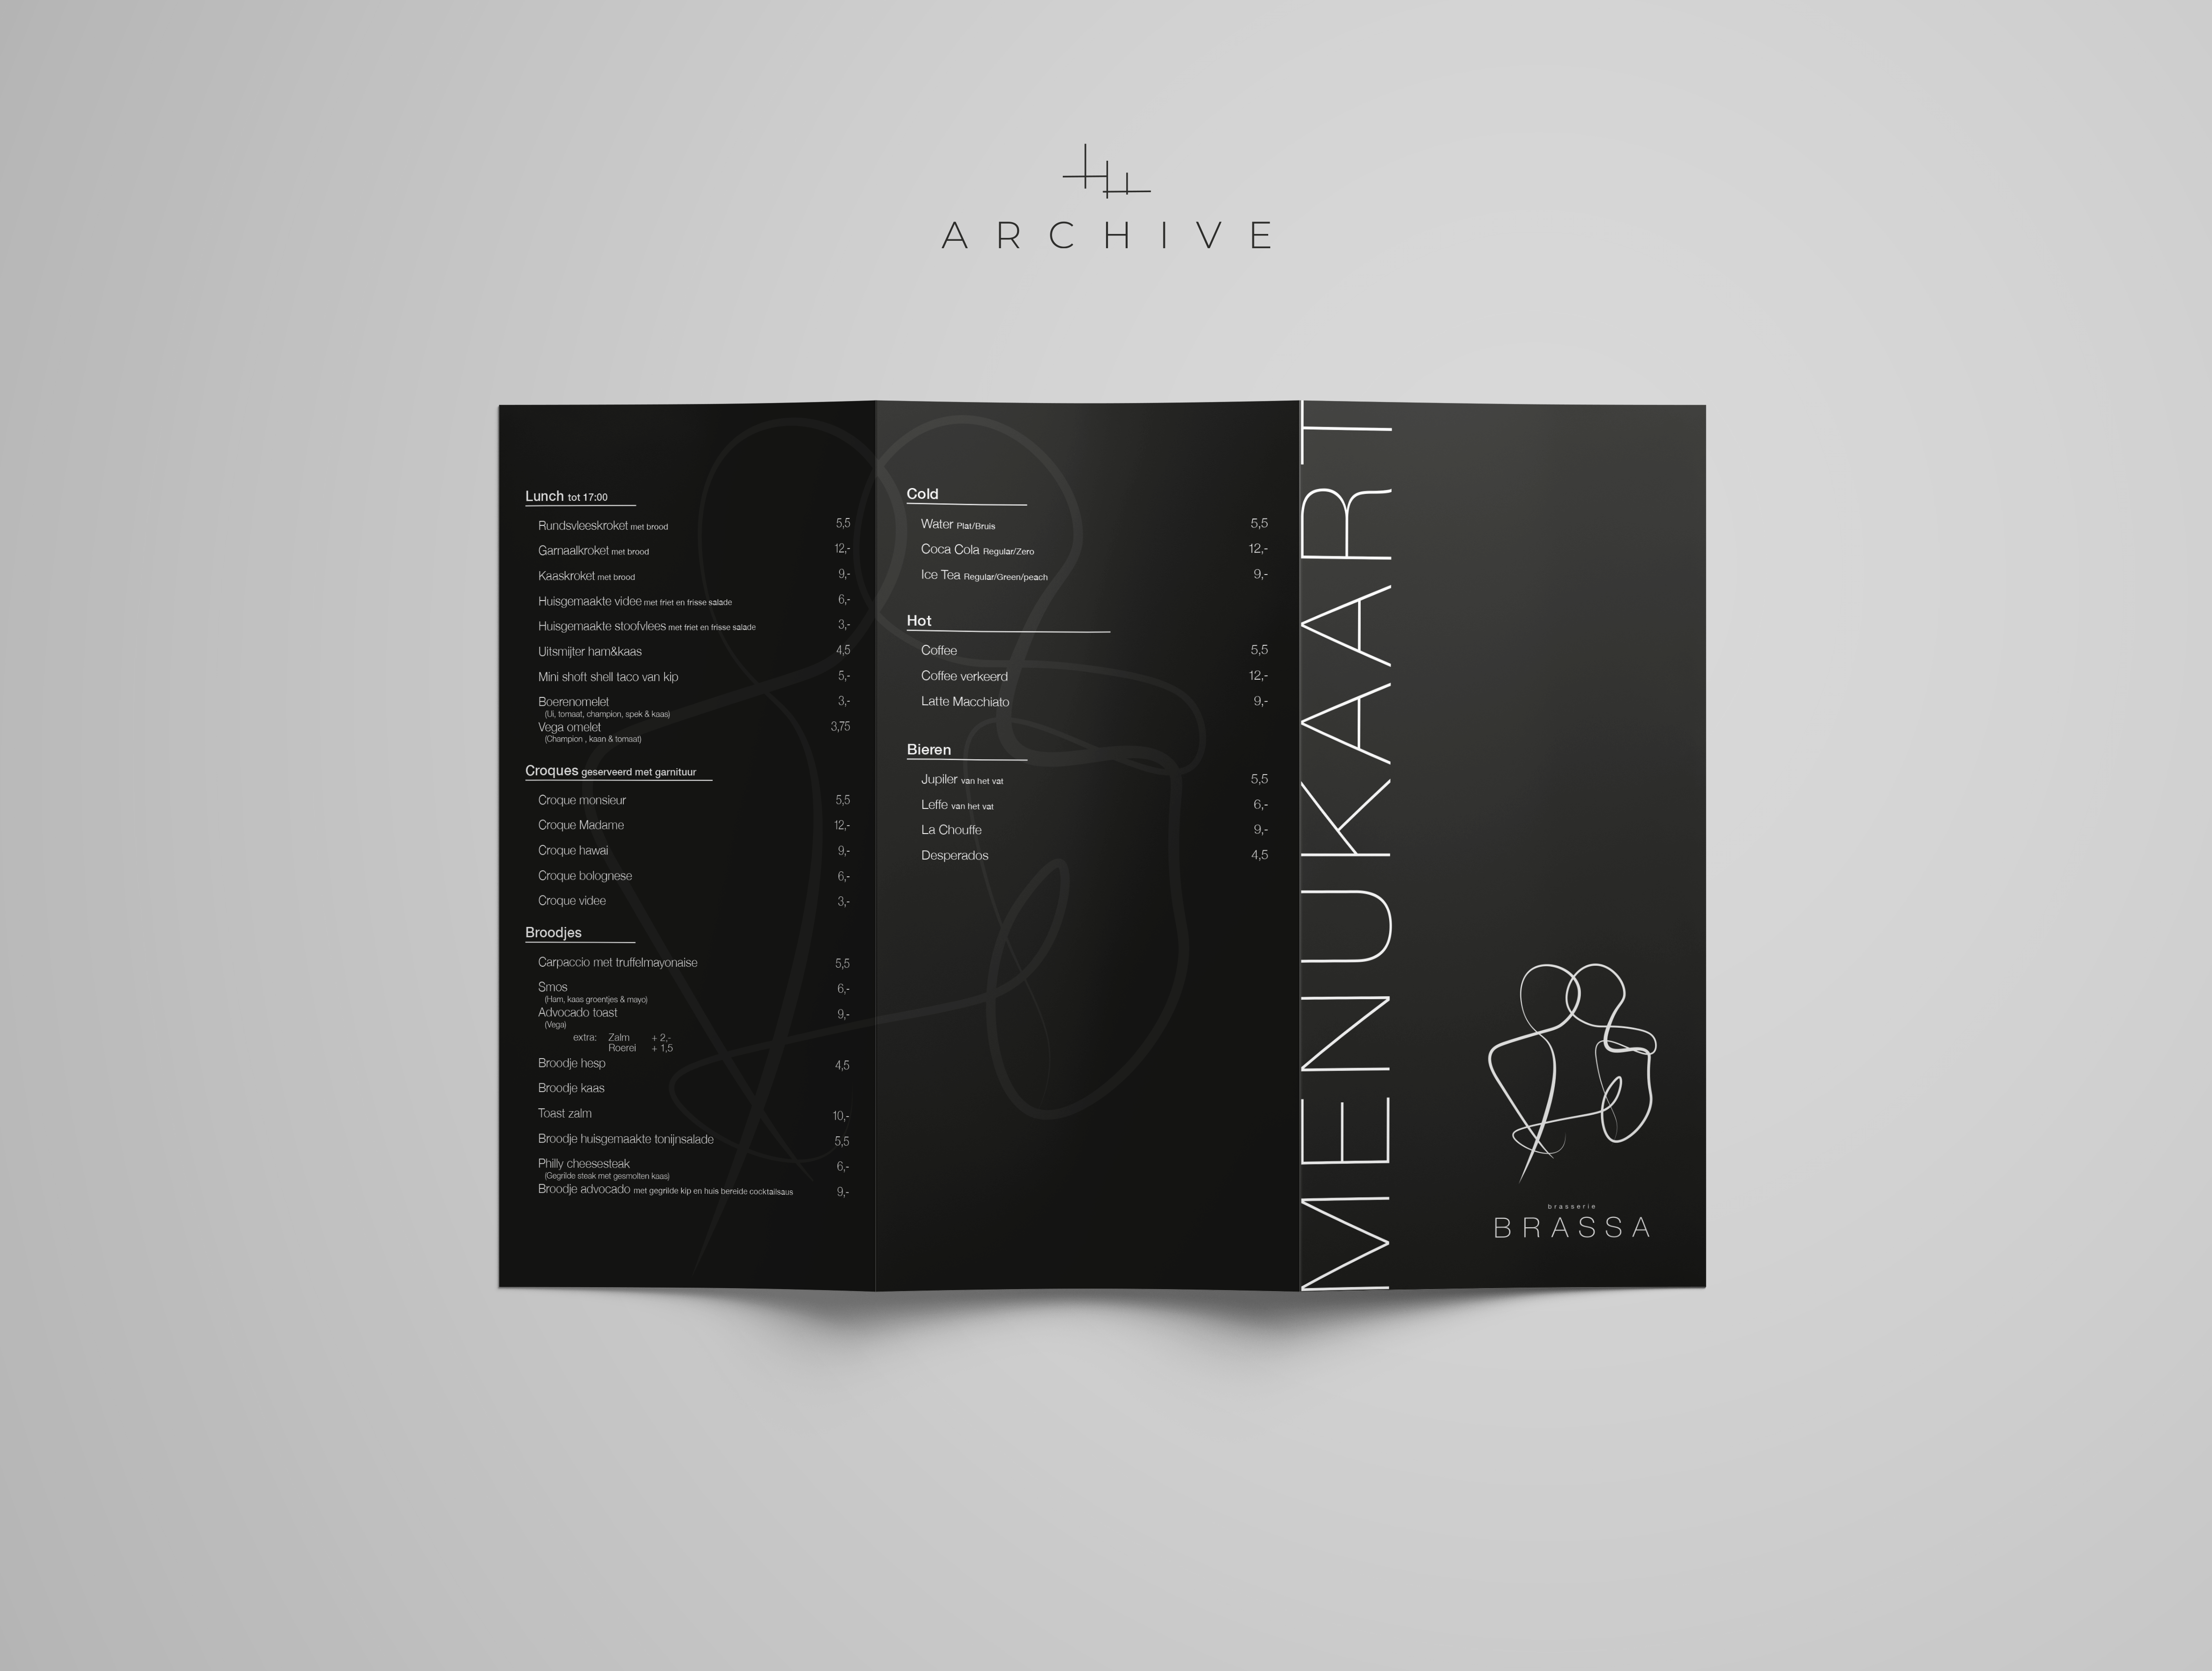 ARCHIVE
Lunch tot 17:00
Rundsvleeskroket met brood 5,5
Garnaalkroket met brood 12,-
Kaaskroket met brood 9,-
Huisgemaakte videe met friet en frisse salade 6,-
Huisgemaakte stoofvlees met friet en frisse salade 3,-
Uitsmijter ham&kaas 4,5
Mini shoft shell taco van kip 5,-
Boerenomelet 3,-
(Ui, tomaat, champion, spek & kaas)
Vega omelet 3,75
(Champion , kaan & tomaat)
Croques geserveerd met garnituur
Croque monsieur 5,5
Croque Madame 12,-
Croque hawai 9,-
Croque bolognese 6,-
Croque videe 3,-
Broodjes
Carpaccio met truffelmayonaise 5,5
Smos 6,-
(Ham, kaas groentjes & mayo)
Advocado toast 9,-
(Vega)
extra: Zalm + 2,-
Roerei + 1,5
Broodje hesp 4,5
Broodje kaas
Toast zalm 10,-
Broodje huisgemaakte tonijnsalade 5,5
Philly cheesesteak 6,-
(Gegrilde steak met gesmolten kaas)
Broodje advocado met gegrilde kip en huis bereide cocktailsaus 9,-
Cold
Water Plat/Bruis 5,5
Coca Cola Regular/Zero 12,-
Ice Tea Regular/Green/peach 9,-
Hot
Coffee 5,5
Coffee verkeerd 12,-
Latte Macchiato 9,-
Bieren
Jupiler van het vat 5,5
Leffe van het vat 6,-
La Chouffe 9,-
Desperados 4,5
MENUKAART
brasserie
BRASSA